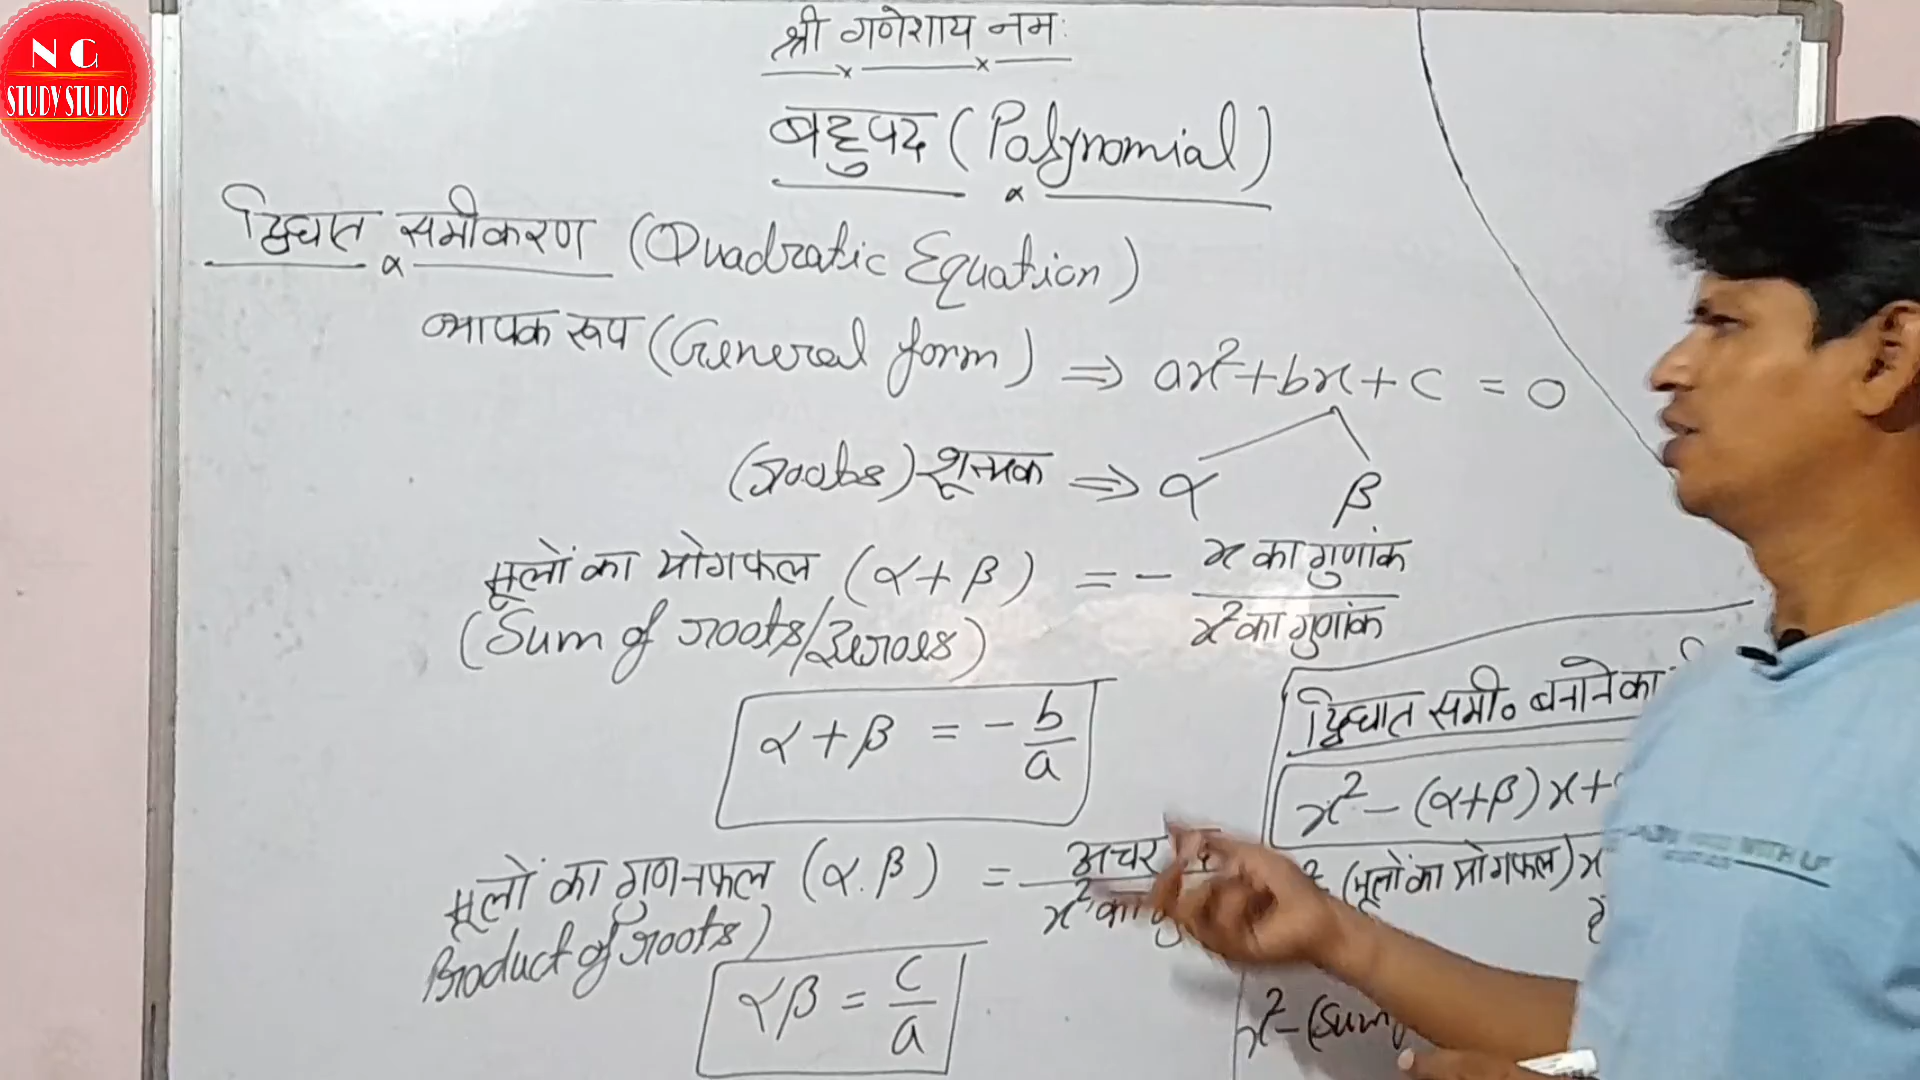 N G
STUDY STUDIO
श्री गणेशाय नमः
बहुपद (Polynomial)
द्विघात समीकरण (Quadratic Equation)
व्यापक रूप (General form) ⇒ ax²+bx+c = 0
(roots) शून्यक ⇒ α β
मूलों का योगफल (α+β) = - x का गुणांक / x² का गुणांक
(Sum of roots/Zeroes)
α+β = - b/a
मूलों का गुणनफल (α.β) = अचर / x² का
Product of roots)
αβ = c/a
द्विघात समी० बनाने का
x² - (α+β)x+
(मूलों का योगफल)x
x² - (Sum